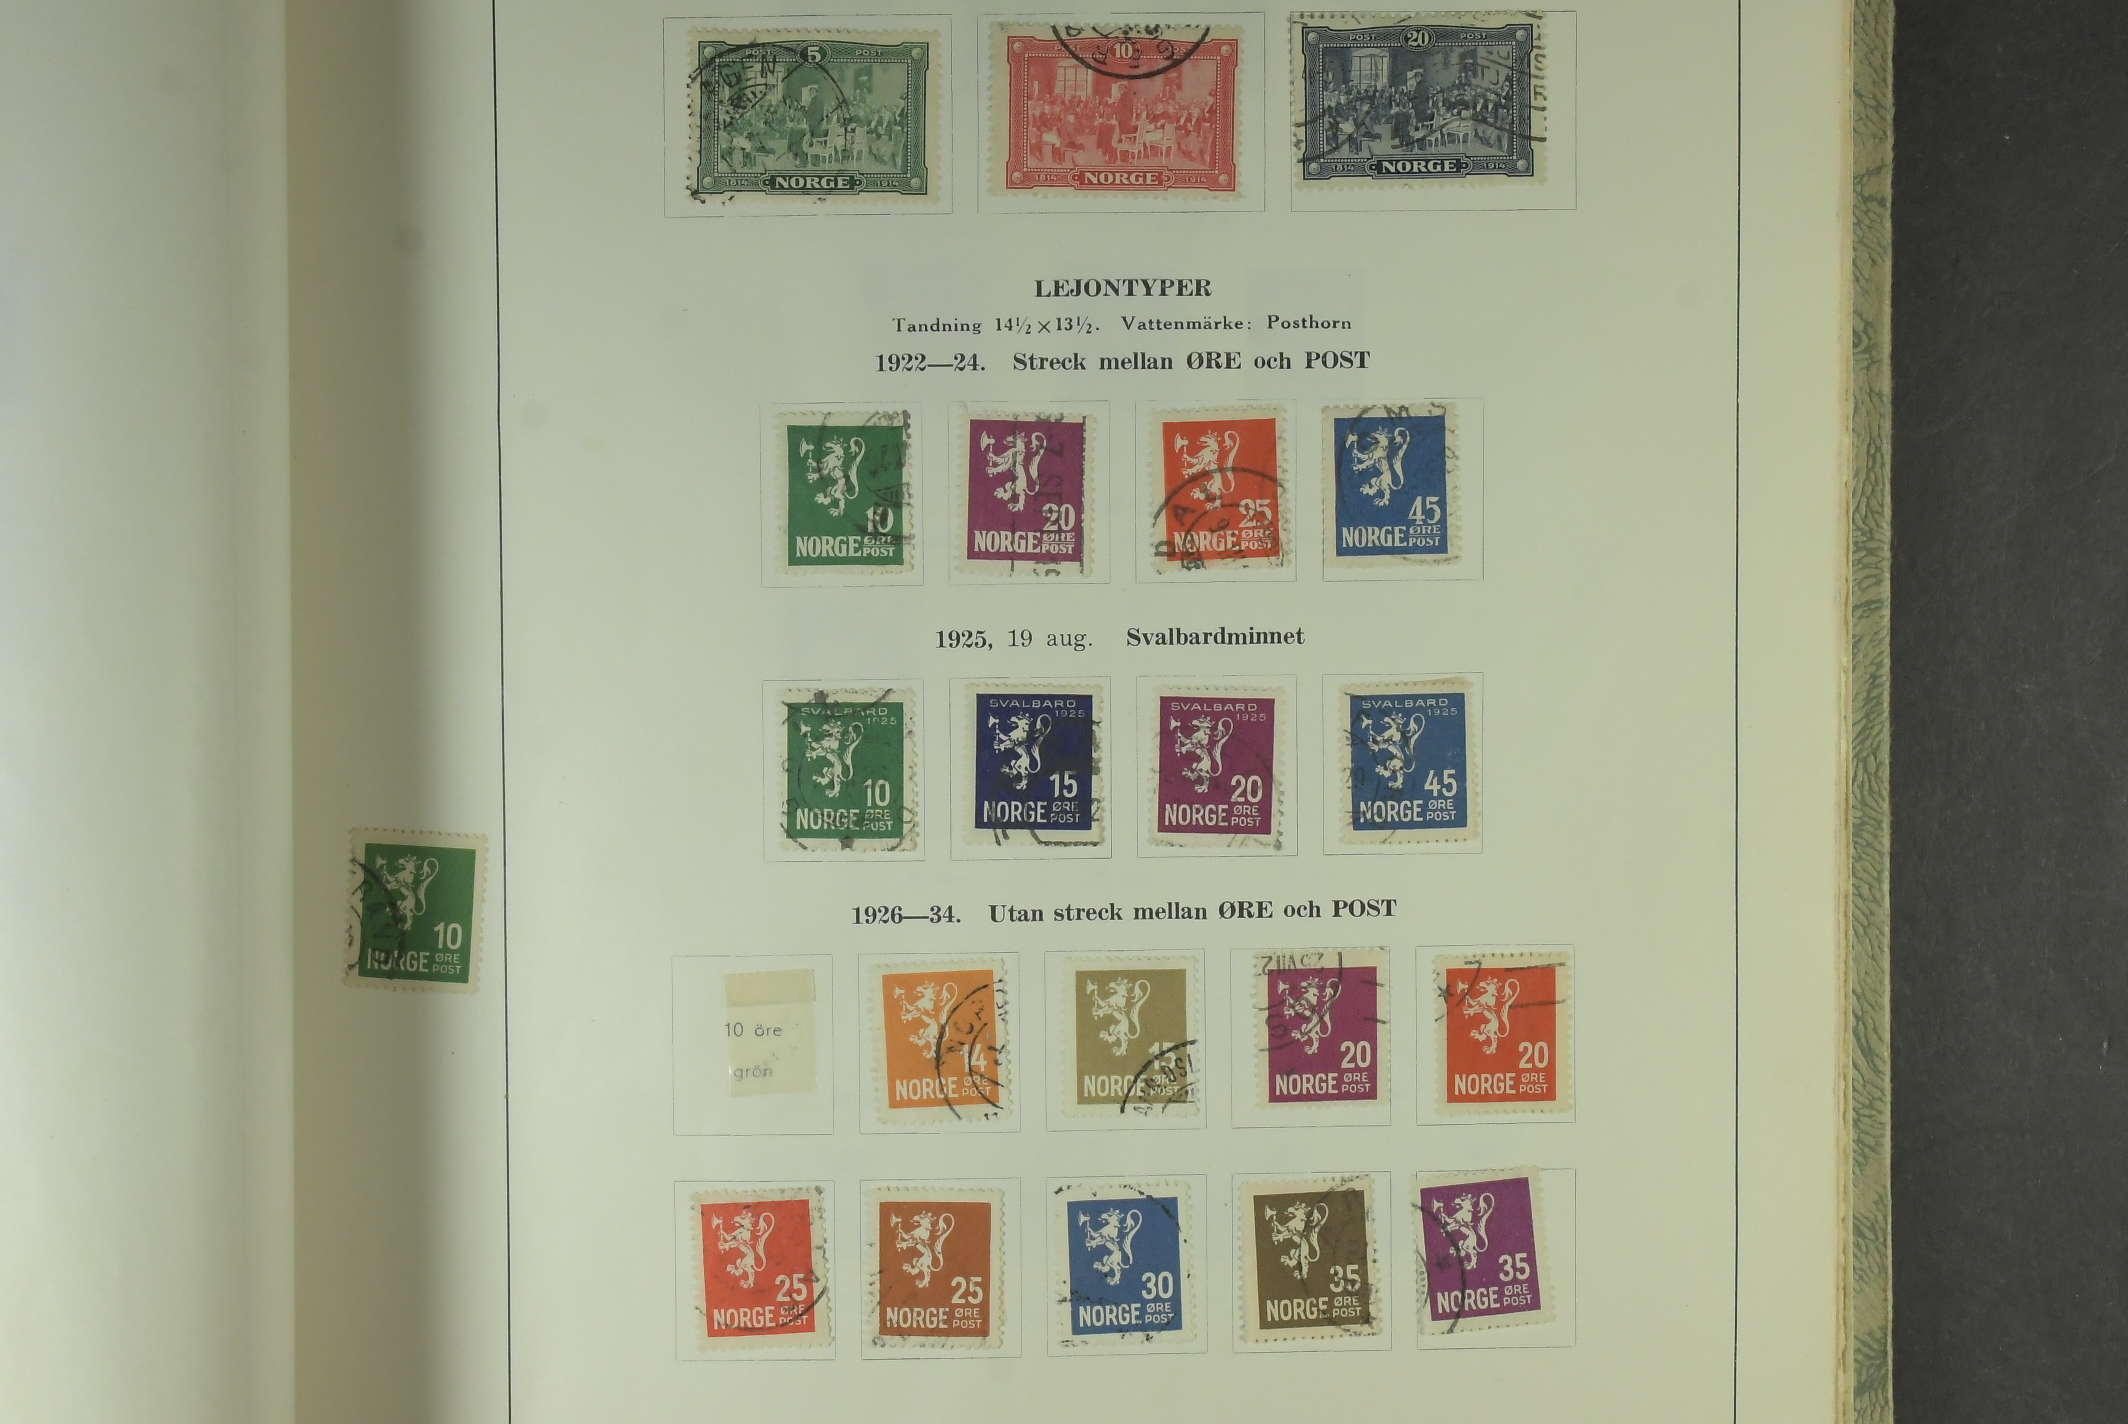 POST 5 POST
1814 NORGE 1914
POST 10 POST
1814 NORGE 1914
POST 20 POST
1814 NORGE 1914
LEJONTYPER
Tandning 14½×13½. Vattenmärke: Posthorn
1922—24. Streck mellan ØRE och POST
10
NORGE ØRE POST
20
NORGE ØRE POST
25
NORGE ØRE POST
45
NORGE ØRE POST
1925, 19 aug. Svalbardminnet
SVALBARD
1925
10
NORGE ØRE POST
SVALBARD
1925
15
NORGE ØRE POST
SVALBARD
1925
20
NORGE ØRE POST
SVALBARD
1925
45
NORGE ØRE POST
10
NORGE ØRE POST
1926—34. Utan streck mellan ØRE och POST
10 öre
grön
14
NORGE ØRE POST
15
NORGE ØRE POST
20
NORGE ØRE POST
20
NORGE ØRE POST
25
NORGE ØRE POST
25
NORGE ØRE POST
30
NORGE ØRE POST
35
NORGE ØRE POST
35
NORGE ØRE POST